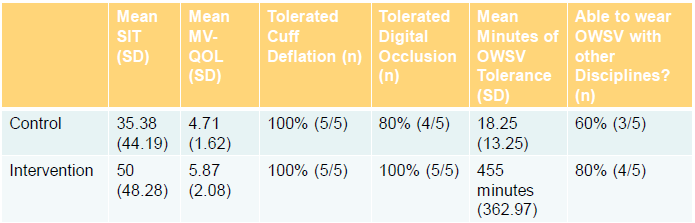 Mean SIT (SD)
Mean MV-QOL (SD)
Tolerated Cuff Deflation (n)
Tolerated Digital Occlusion (n)
Mean Minutes of OWSV Tolerance (SD)
Able to wear OWSV with other Disciplines? (n)
Control
35.38 (44.19)
4.71 (1.62)
100% (5/5)
80% (4/5)
18.25 (13.25)
60% (3/5)
Intervention
50 (48.28)
5.87 (2.08)
100% (5/5)
100% (5/5)
455 minutes (362.97)
80% (4/5)